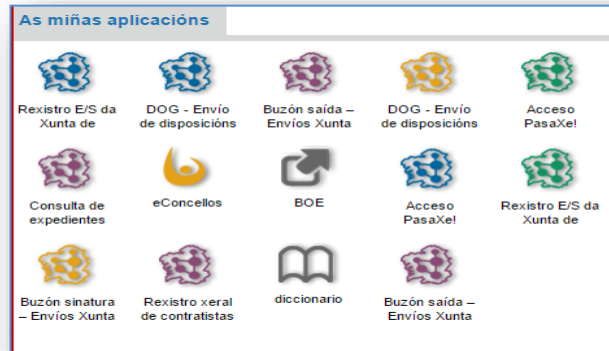 As miñas aplicacións
Rexistro E/S da
Xunta de
DOG - Envío
de disposicións
Buzón saída –
Envíos Xunta
DOG - Envío
de disposicións
Acceso
PasaXe!
Consulta de
expedientes
eConcellos
BOE
Acceso
PasaXe!
Rexistro E/S da
Xunta de
Buzón sinatura
– Envíos Xunta
Rexistro xeral
de contratistas
diccionario
Buzón saída –
Envíos Xunta